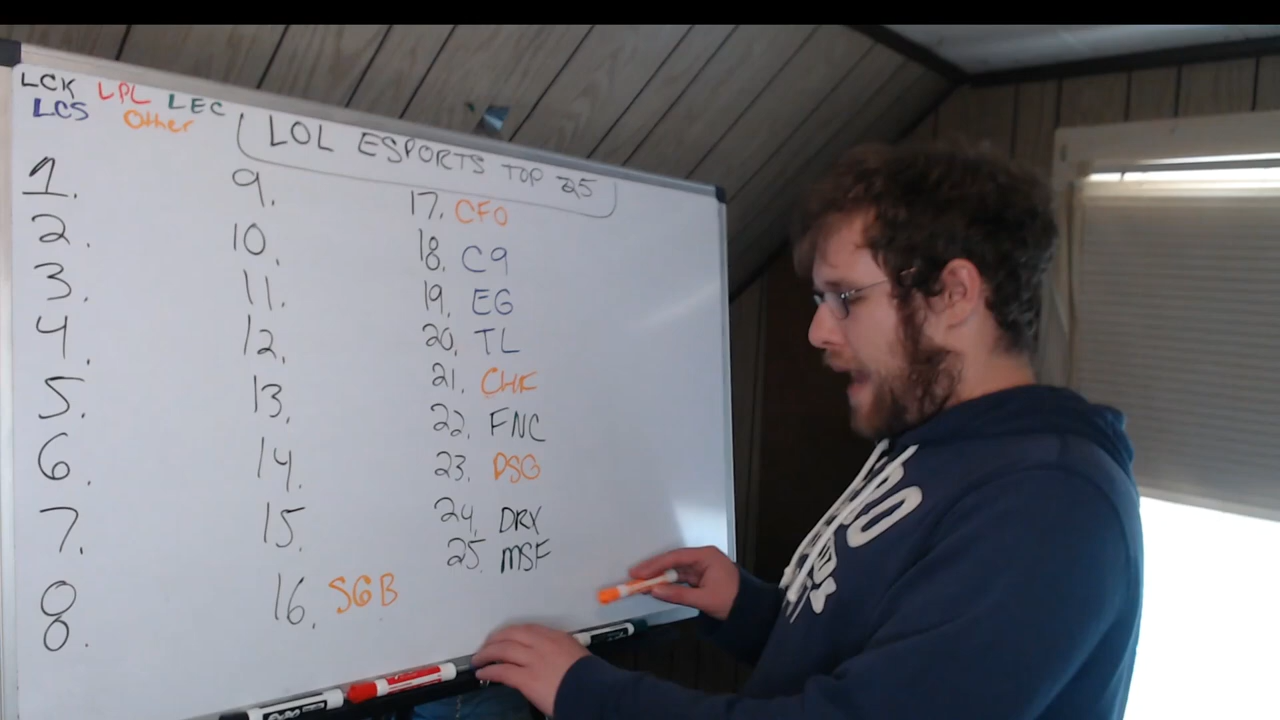 LCK LPL LEC
LCS Other
LOL ESPORTS TOP 25
1.
2.
3.
4.
5.
6.
7.
8.
9.
10.
11.
12.
13.
14.
15.
16. SGB
17. CFO
18. C9
19. EG
20. TL
21. CHF
22. FNC
23. DSG
24. DRX
25. MSF